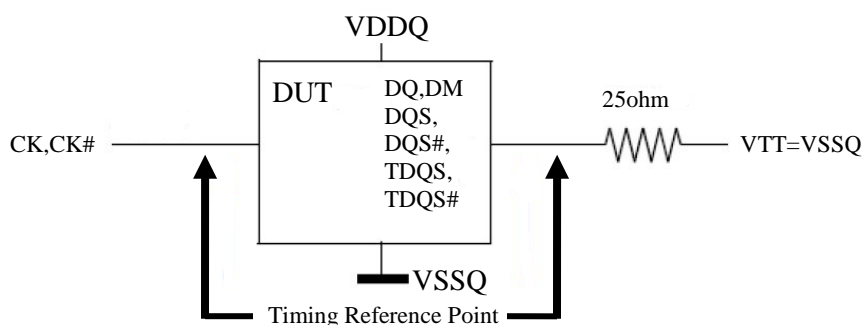 VDDQ
DUT
DQ,DM
DQS,
DQS#,
TDQS,
TDQS#
25ohm
CK,CK#
VTT=VSSQ
VSSQ
Timing Reference Point